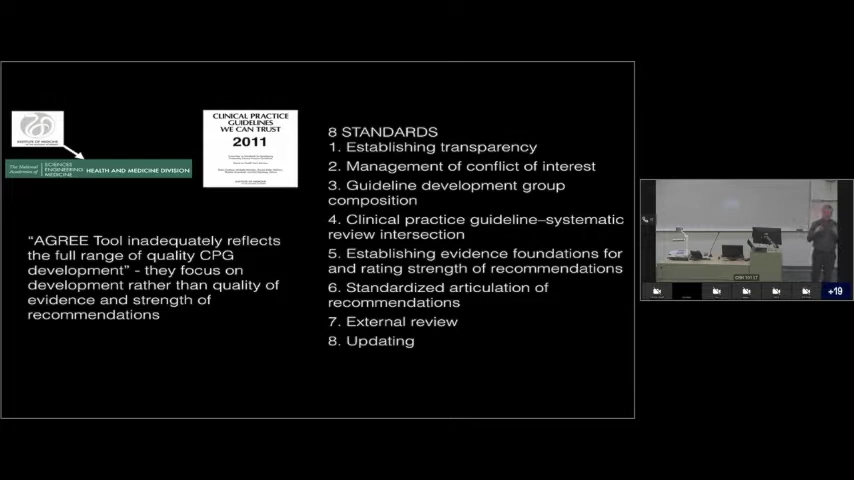 INSTITUTE OF MEDICINE
The National
Academies of
SCIENCES
ENGINEERING
MEDICINE
HEALTH AND MEDICINE DIVISION
CLINICAL PRACTICE
GUIDELINES
WE CAN TRUST
2011
"AGREE Tool inadequately reflects
the full range of quality CPG
development" - they focus on
development rather than quality of
evidence and strength of
recommendations
8 STANDARDS
1. Establishing transparency
2. Management of conflict of interest
3. Guideline development group
composition
4. Clinical practice guideline–systematic
review intersection
5. Establishing evidence foundations for
and rating strength of recommendations
6. Standardized articulation of
recommendations
7. External review
8. Updating
+19